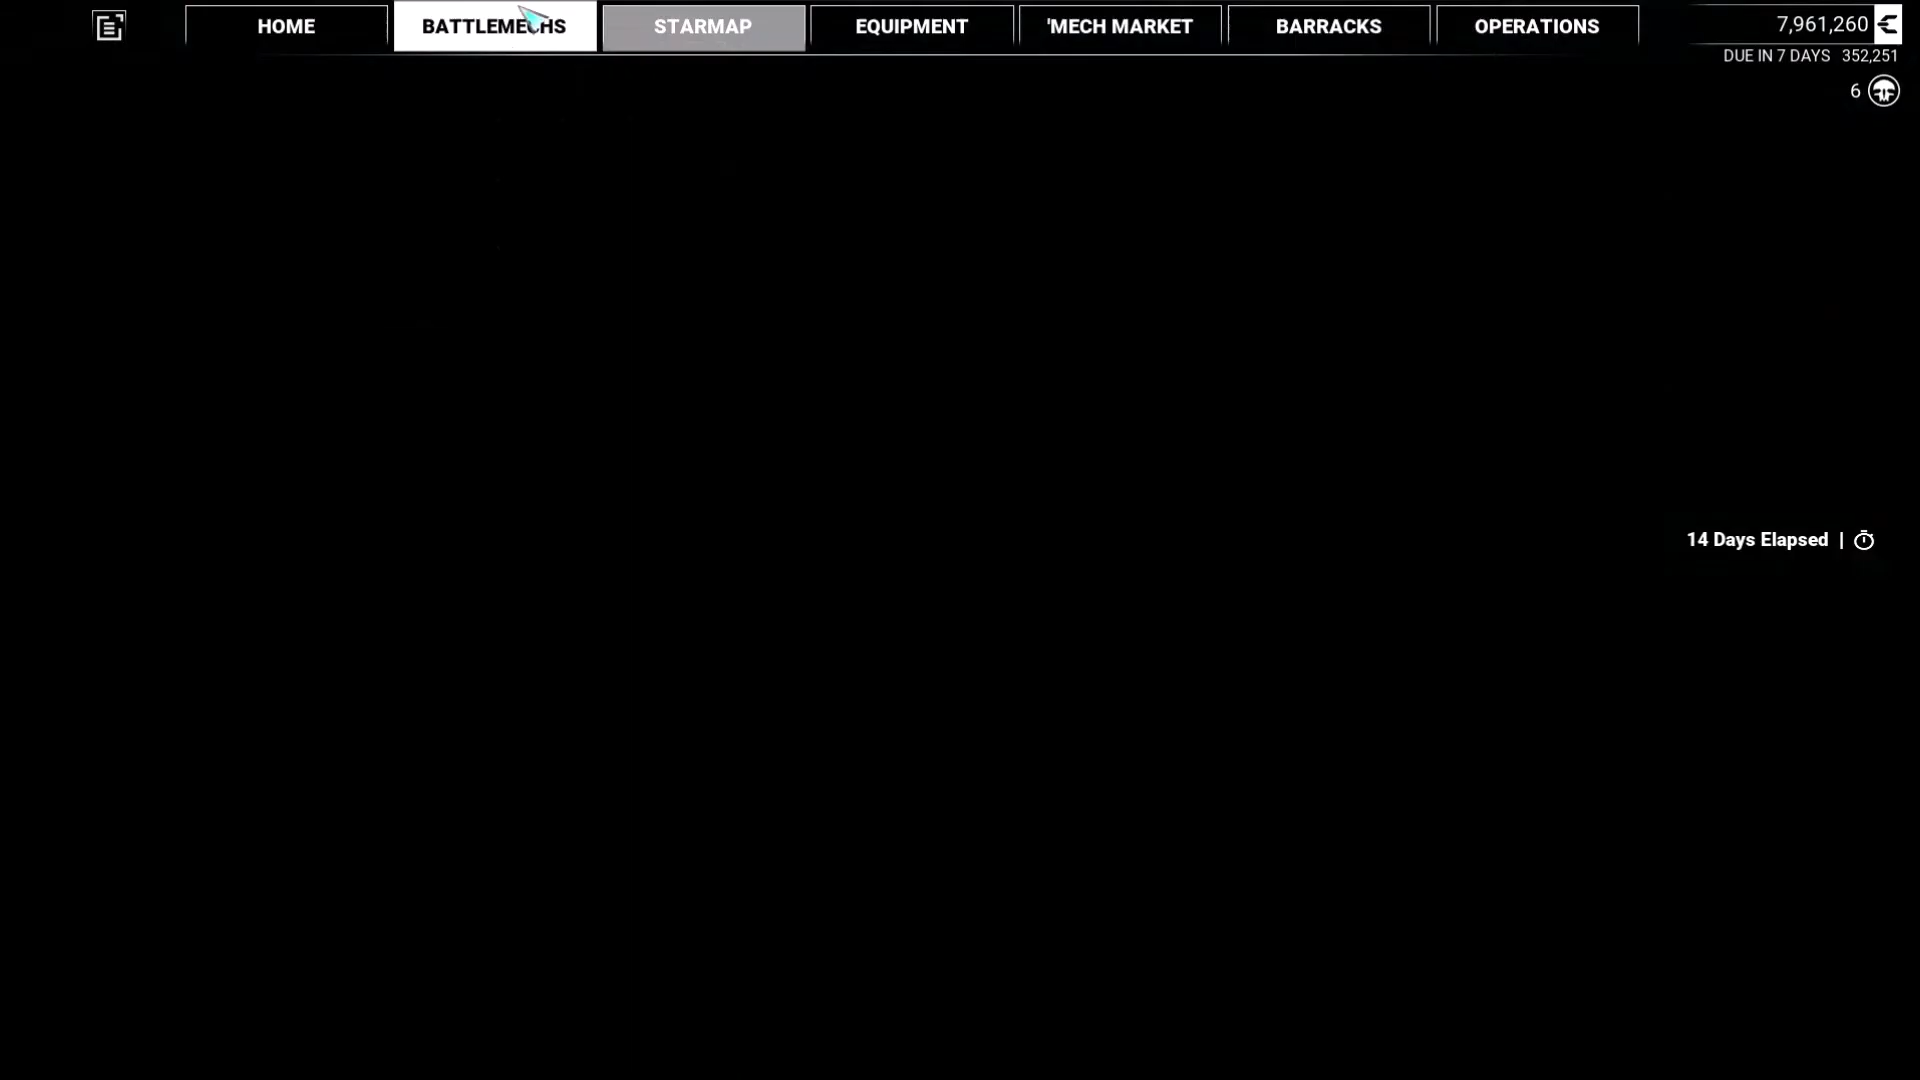 HOME
BATTLEMECHS
STARMAP
EQUIPMENT
'MECH MARKET
BARRACKS
OPERATIONS
7,961,260
DUE IN 7 DAYS 352,251
6
14 Days Elapsed |